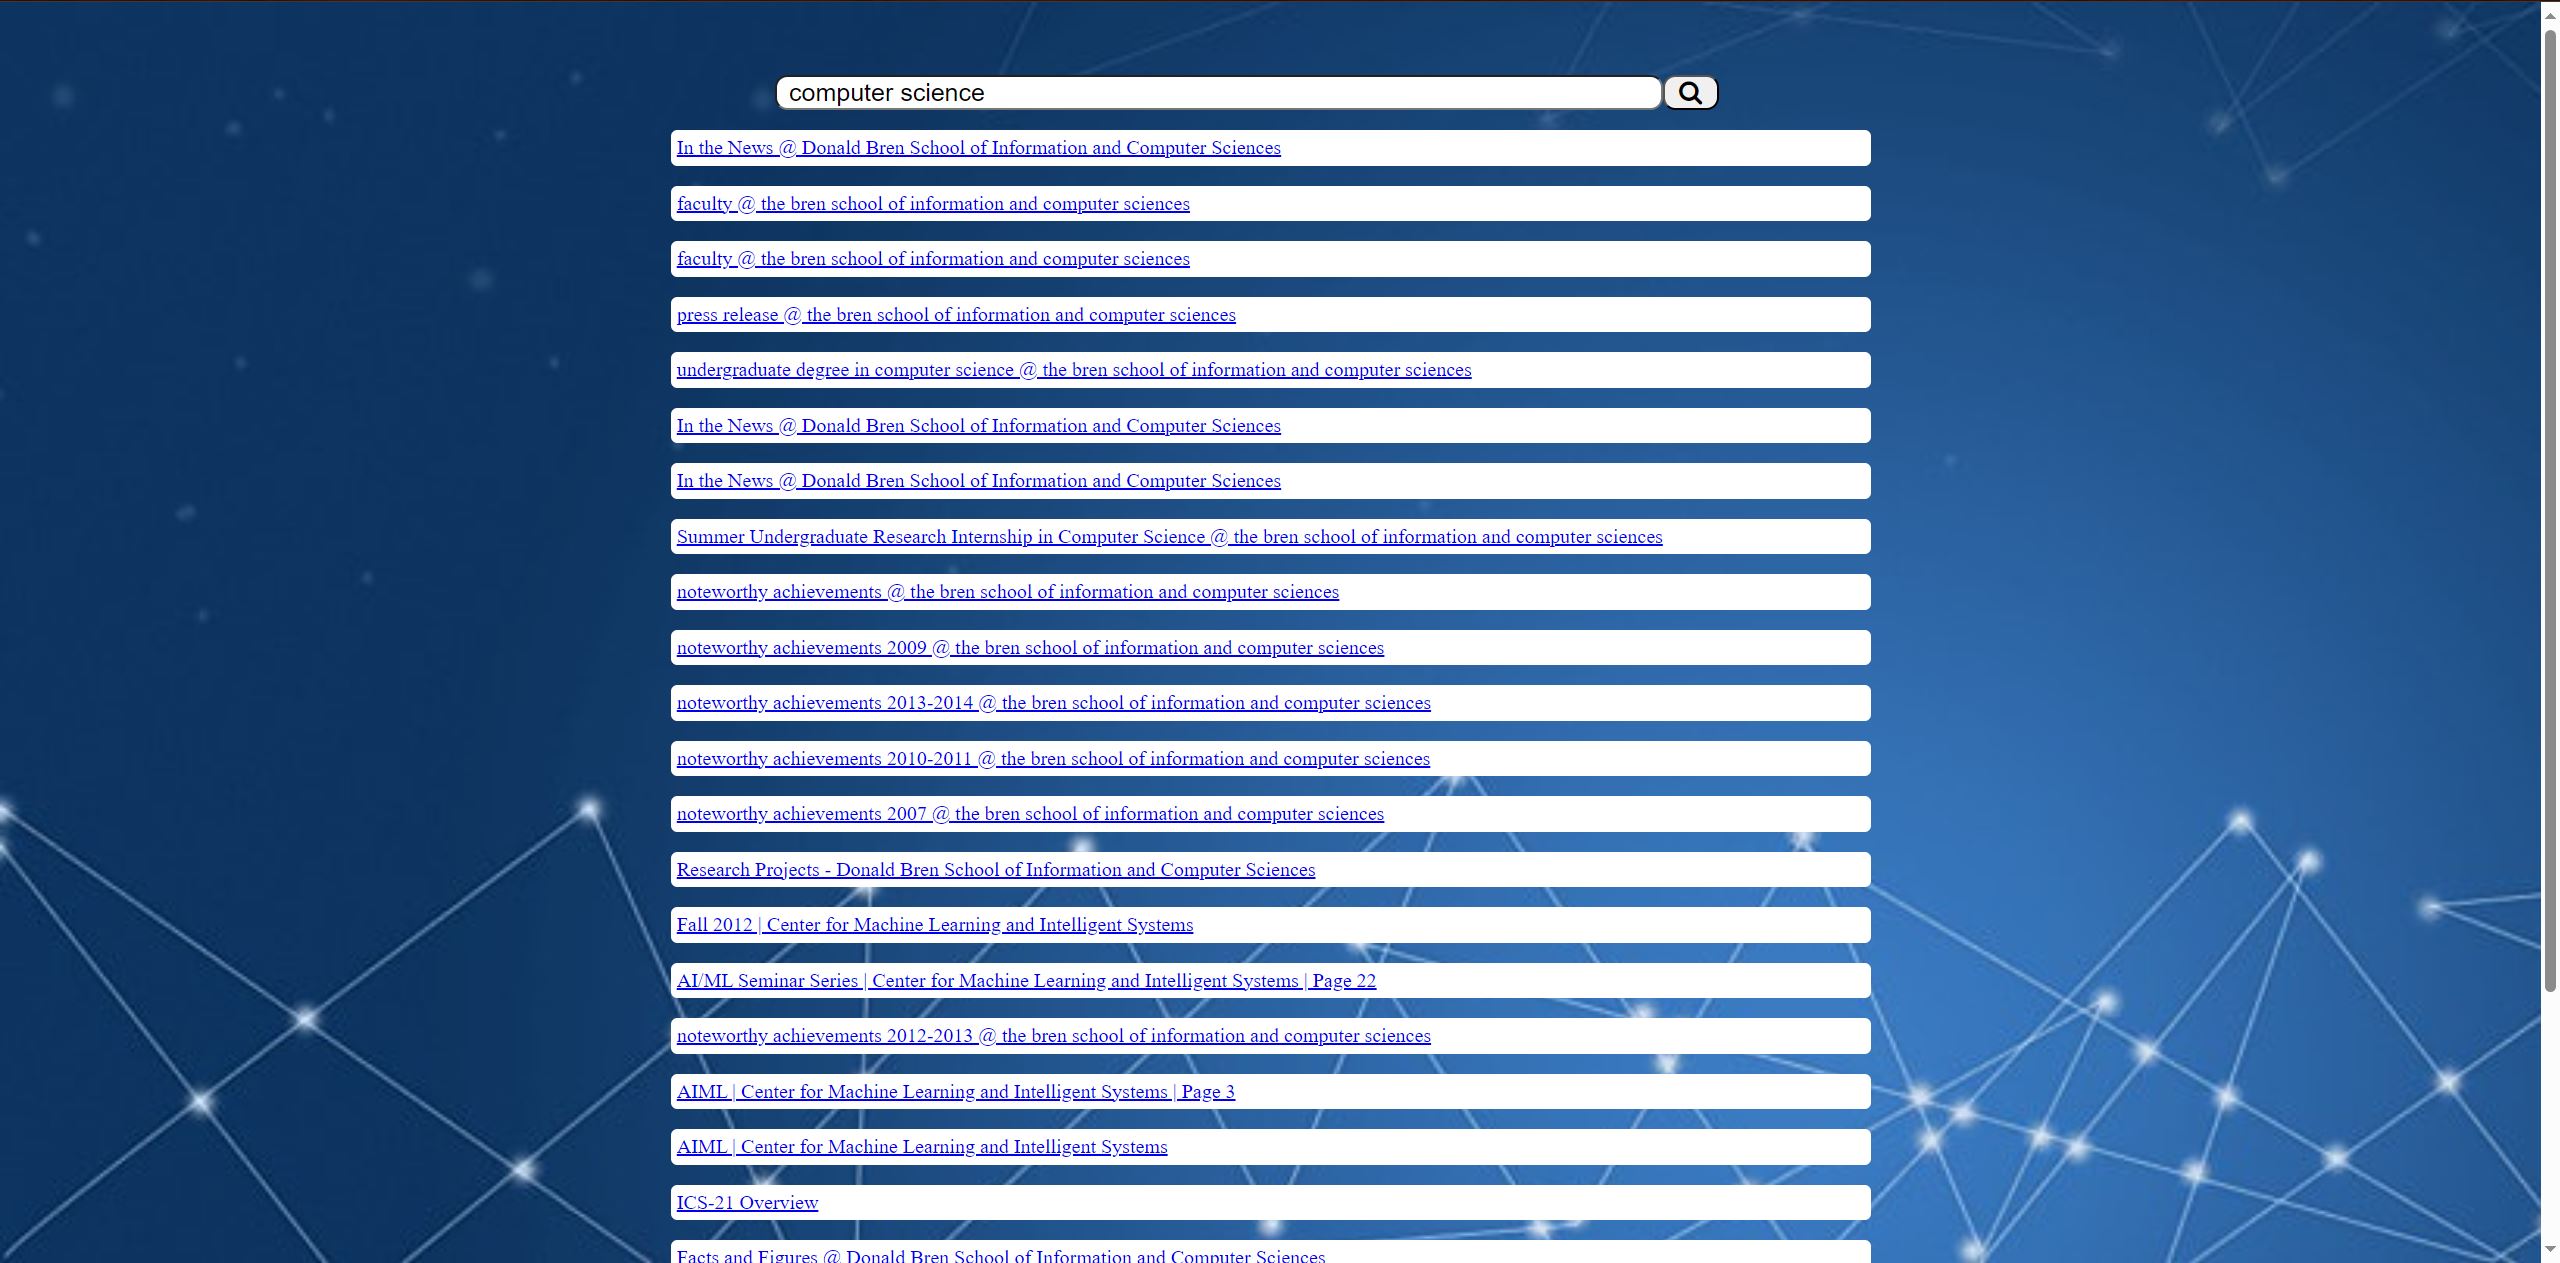 computer science
In the News @ Donald Bren School of Information and Computer Sciences
faculty @ the bren school of information and computer sciences
faculty @ the bren school of information and computer sciences
press release @ the bren school of information and computer sciences
undergraduate degree in computer science @ the bren school of information and computer sciences
In the News @ Donald Bren School of Information and Computer Sciences
In the News @ Donald Bren School of Information and Computer Sciences
Summer Undergraduate Research Internship in Computer Science @ the bren school of information and computer sciences
noteworthy achievements @ the bren school of information and computer sciences
noteworthy achievements 2009 @ the bren school of information and computer sciences
noteworthy achievements 2013-2014 @ the bren school of information and computer sciences
noteworthy achievements 2010-2011 @ the bren school of information and computer sciences
noteworthy achievements 2007 @ the bren school of information and computer sciences
Research Projects - Donald Bren School of Information and Computer Sciences
Fall 2012 | Center for Machine Learning and Intelligent Systems
AI/ML Seminar Series | Center for Machine Learning and Intelligent Systems | Page 22
noteworthy achievements 2012-2013 @ the bren school of information and computer sciences
AIML | Center for Machine Learning and Intelligent Systems | Page 3
AIML | Center for Machine Learning and Intelligent Systems
ICS-21 Overview
Facts and Figures @ Donald Bren School of Information and Computer Sciences